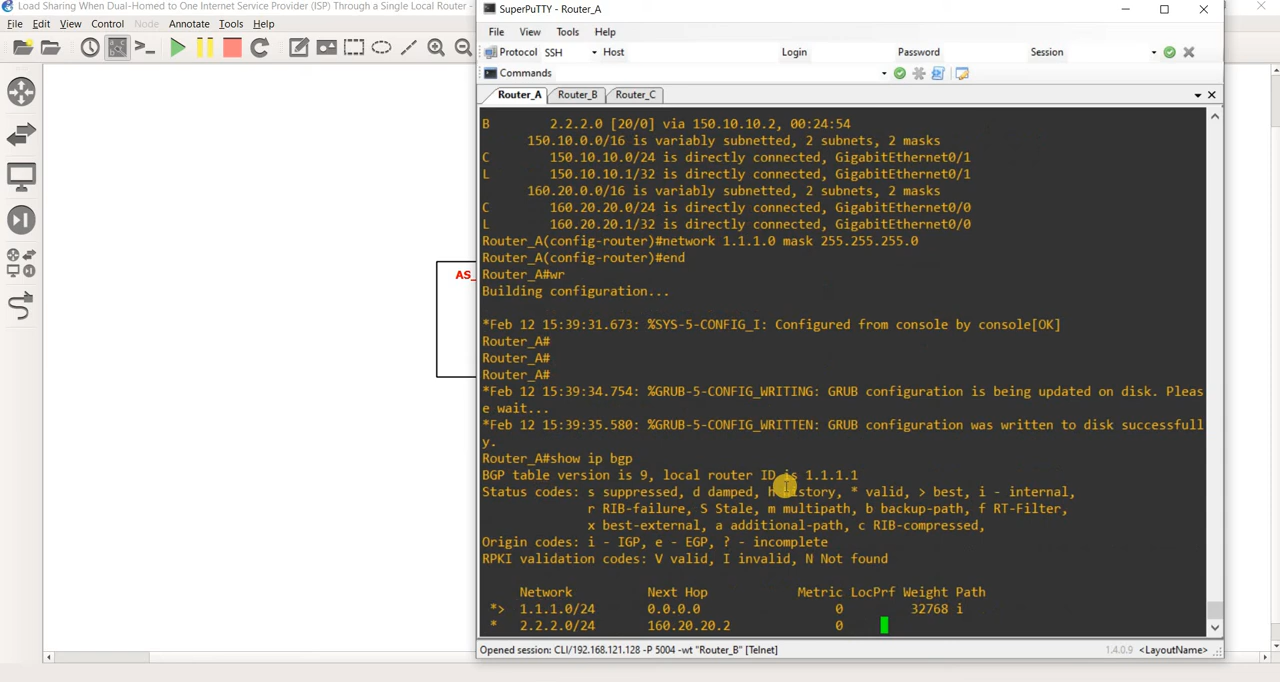 Load Sharing When Dual-Homed to One Internet Service Provider (ISP) Through a Single Local Router -
File Edit View Control Node Annotate Tools Help
AS_
SuperPuTTY - Router_A
File View Tools Help
Protocol SSH Host Login Password Session
Commands
Router_A Router_B Router_C
B 2.2.2.0 [20/0] via 150.10.10.2, 00:24:54
150.10.0.0/16 is variably subnetted, 2 subnets, 2 masks
C 150.10.10.0/24 is directly connected, GigabitEthernet0/1
L 150.10.10.1/32 is directly connected, GigabitEthernet0/1
160.20.0.0/16 is variably subnetted, 2 subnets, 2 masks
C 160.20.20.0/24 is directly connected, GigabitEthernet0/0
L 160.20.20.1/32 is directly connected, GigabitEthernet0/0
Router_A(config-router)#network 1.1.1.0 mask 255.255.255.0
Router_A(config-router)#end
Router_A#wr
Building configuration...
*Feb 12 15:39:31.673: %SYS-5-CONFIG_I: Configured from console by console[OK]
Router_A#
Router_A#
Router_A#
*Feb 12 15:39:34.754: %GRUB-5-CONFIG_WRITING: GRUB configuration is being updated on disk. Pleas
e wait...
*Feb 12 15:39:35.580: %GRUB-5-CONFIG_WRITTEN: GRUB configuration was written to disk successfull
y.
Router_A#show ip bgp
BGP table version is 9, local router ID is 1.1.1.1
Status codes: s suppressed, d damped, h history, * valid, > best, i - internal,
r RIB-failure, S Stale, m multipath, b backup-path, f RT-Filter,
x best-external, a additional-path, c RIB-compressed,
Origin codes: i - IGP, e - EGP, ? - incomplete
RPKI validation codes: V valid, I invalid, N Not found
Network Next Hop Metric LocPrf Weight Path
*> 1.1.1.0/24 0.0.0.0 0 32768 i
* 2.2.2.0/24 160.20.20.2 0
Opened session: CLI/192.168.121.128 -P 5004 -wt "Router_B" [Telnet] 1.4.0.9 <LayoutName>